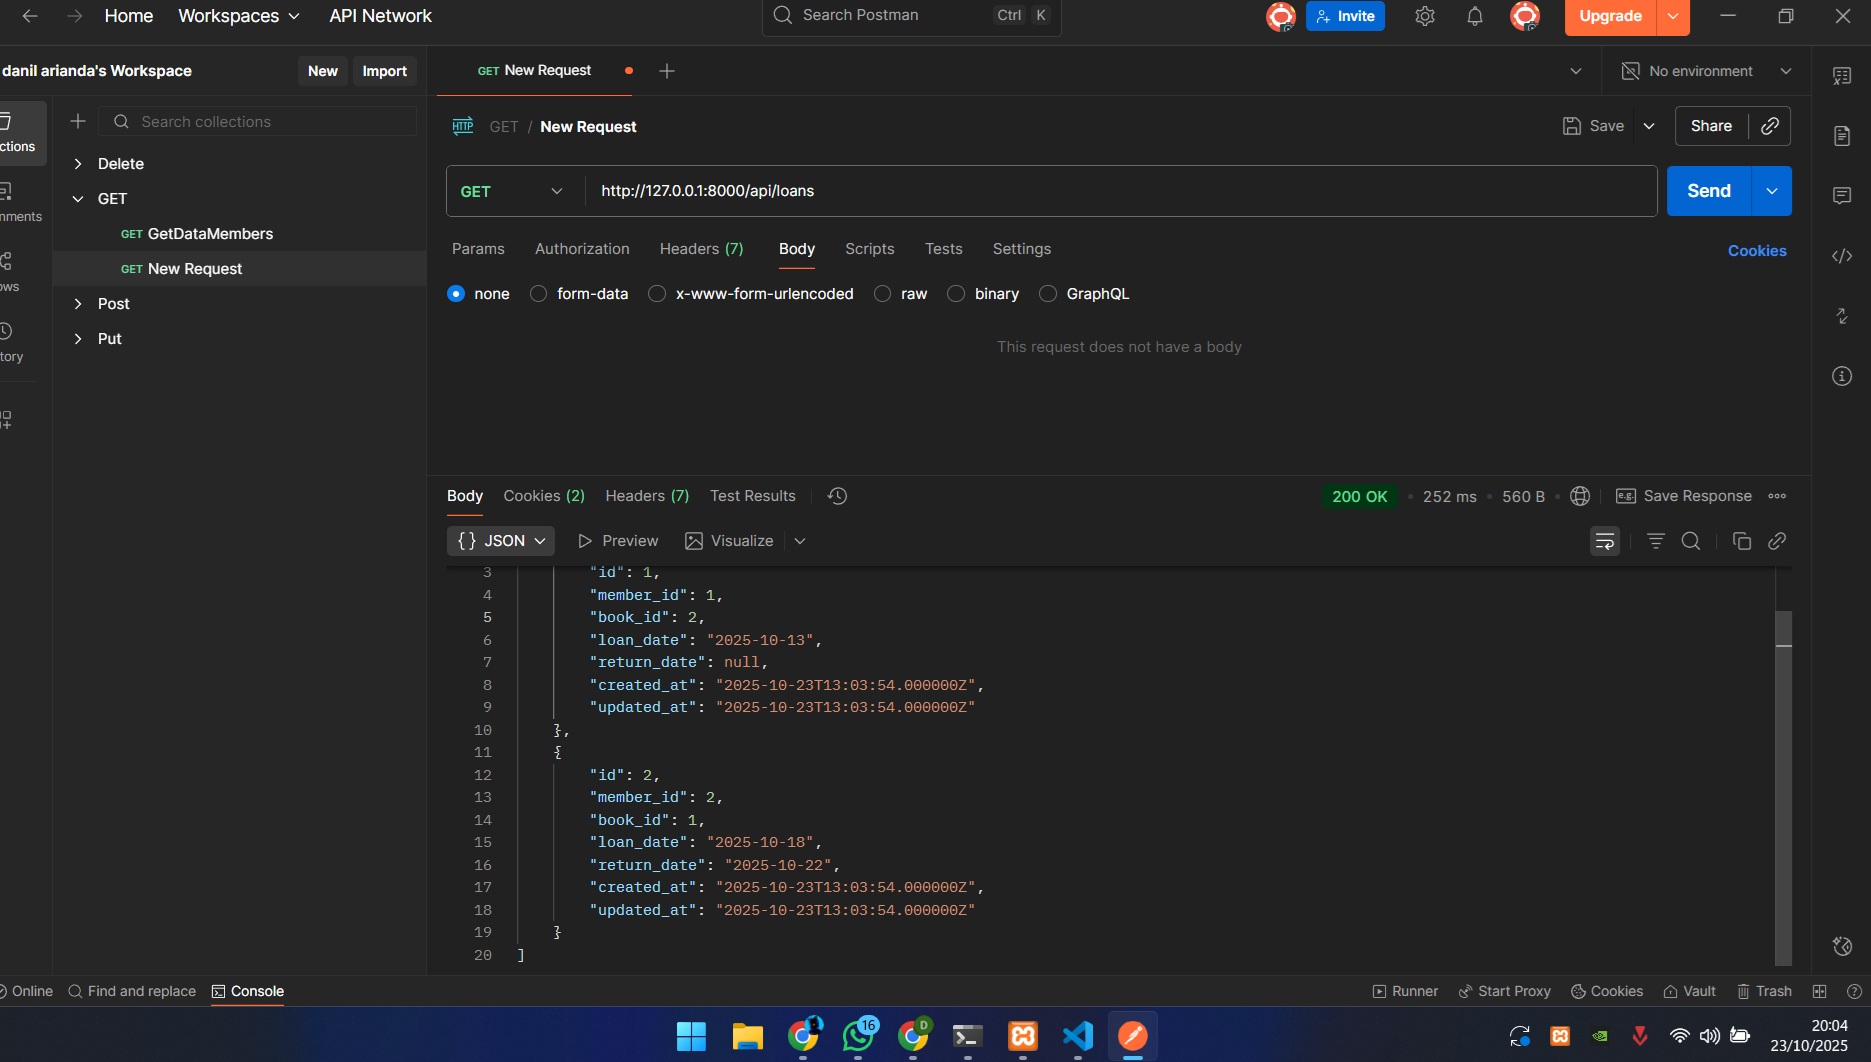 Home Workspaces API Network Search Postman Ctrl K Invite Upgrade
danil arianda's Workspace New Import GET New Request No environment
Search collections GET / New Request Save Share
ctions
Delete
GET
GET GetDataMembers
GET New Request
Post
Put
nments
ows
tory
GET http://127.0.0.1:8000/api/loans Send
Params Authorization Headers (7) Body Scripts Tests Settings Cookies
none form-data x-www-form-urlencoded raw binary GraphQL
This request does not have a body
Body Cookies (2) Headers (7) Test Results 200 OK • 252 ms • 560 B • e.g. Save Response
{} JSON Preview Visualize
3 "id": 1,
4 "member_id": 1,
5 "book_id": 2,
6 "loan_date": "2025-10-13",
7 "return_date": null,
8 "created_at": "2025-10-23T13:03:54.000000Z",
9 "updated_at": "2025-10-23T13:03:54.000000Z"
10 },
11 {
12 "id": 2,
13 "member_id": 2,
14 "book_id": 1,
15 "loan_date": "2025-10-18",
16 "return_date": "2025-10-22",
17 "created_at": "2025-10-23T13:03:54.000000Z",
18 "updated_at": "2025-10-23T13:03:54.000000Z"
19 }
20 ]
Online Find and replace Console Runner Start Proxy Cookies Vault Trash
16 D
20:04
23/10/2025